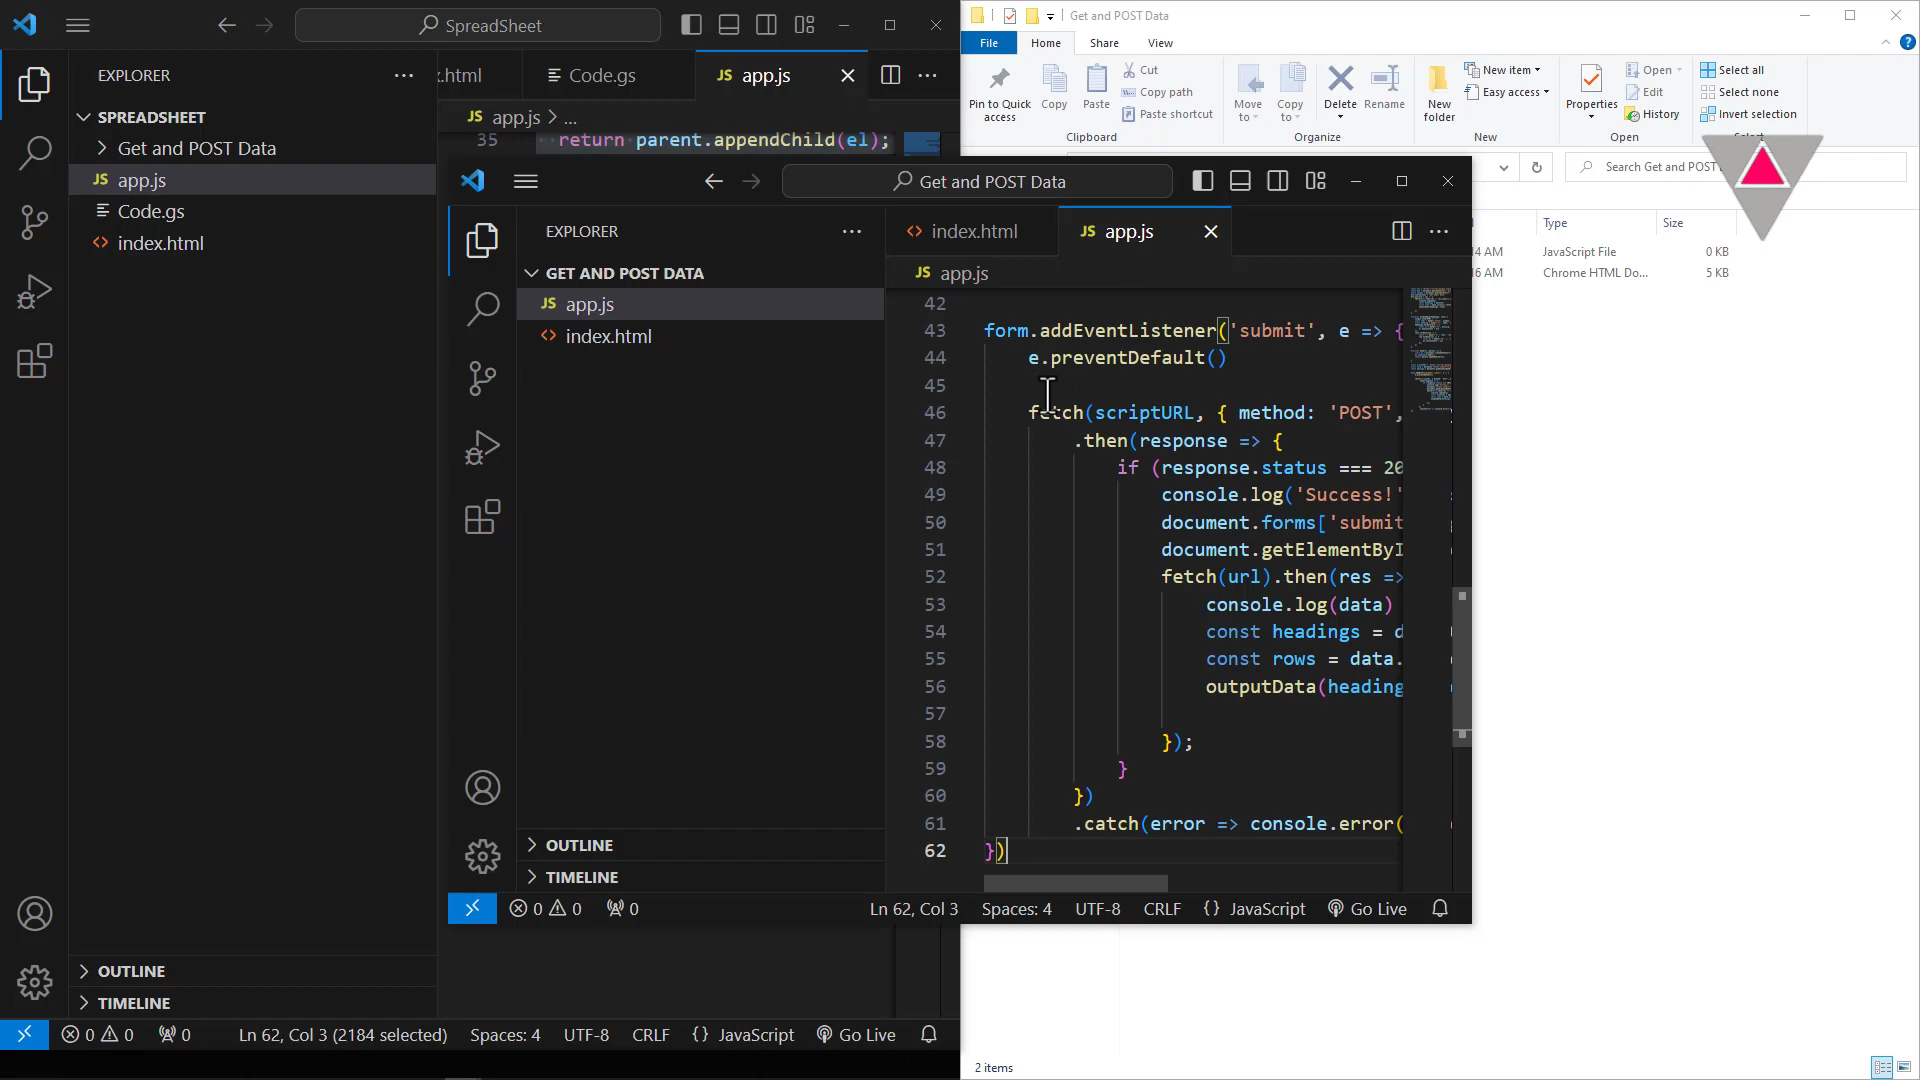 SpreadSheet
EXPLORER
SPREADSHEET
Get and POST Data
JS app.js
Code.gs
index.html
OUTLINE
TIMELINE
.html
Code.gs
JS app.js
JS app.js > ...
35 return parent.appendChild(el);
0 0 0 Ln 62, Col 3 (2184 selected) Spaces: 4 UTF-8 CRLF {} JavaScript Go Live
Get and POST Data
EXPLORER
GET AND POST DATA
JS app.js
index.html
OUTLINE
TIMELINE
index.html
JS app.js
JS app.js
42
43 form.addEventListener('submit', e => {
44 e.preventDefault()
45
46 fetch(scriptURL, { method: 'POST',
47 .then(response => {
48 if (response.status === 20
49 console.log('Success!'
50 document.forms['submit
51 document.getElementByI
52 fetch(url).then(res =>
53 console.log(data)
54 const headings = d
55 const rows = data.
56 outputData(heading
57
58 });
59 }
60 })
61 .catch(error => console.error(
62 })
0 0 0 Ln 62, Col 3 Spaces: 4 UTF-8 CRLF {} JavaScript Go Live
Get and POST Data
File Home Share View
Pin to Quick access
Copy
Paste
Cut
Copy path
Paste shortcut
Clipboard
Move to
Copy to
Delete
Rename
Organize
New folder
New item
Easy access
New
Properties
Open
Edit
History
Open
Select all
Select none
Invert selection
Search Get and POST
Type Size
4 AM JavaScript File 0 KB
6 AM Chrome HTML Do... 5 KB
2 items